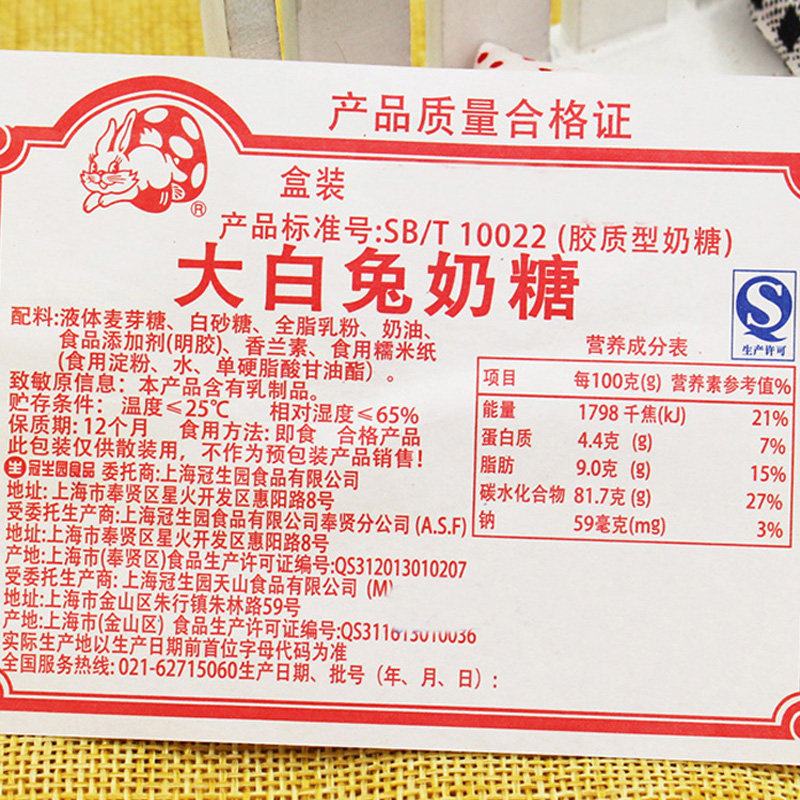 产品质量合格证
盒装
产品标准号:SB/T 10022 (胶质型奶糖)
大白兔奶糖
®
配料:液体麦芽糖、白砂糖、全脂乳粉、奶油、
食品添加剂(明胶)、香兰素、食用糯米纸
(食用淀粉、水、单硬脂酸甘油酯)。
致敏原信息：本产品含有乳制品。
贮存条件： 温度≤25℃ 相对湿度≤65%
保质期: 12个月 食用方法: 即食 合格产品
此包装仅供散装用，不作为预包装产品销售！
冠生园食品 委托商:上海冠生园食品有限公司
地址: 上海市奉贤区星火开发区惠阳路8号
受委托生产商:上海冠生园食品有限公司奉贤分公司 (A.S.F)
地址: 上海市奉贤区星火开发区惠阳路8号
产地:上海市(奉贤区)食品生产许可证编号:QS312013010207
受委托生产商: 上海冠生园天山食品有限公司 (M)
地址: 上海市金山区朱行镇朱林路59号
产地:上海市(金山区) 食品生产许可证编号:QS311613010036
实际生产地以生产日期前首位字母代码为准
全国服务热线: 021-62715060生产日期、批号 (年、月、日)：
S
生产许可
营养成分表
项目 每100克(g) 营养素参考值%
能量 1798 千焦(kJ) 21%
蛋白质 4.4克 (g) 7%
脂肪 9.0克 (g) 15%
碳水化合物 81.7克 (g) 27%
钠 59毫克(mg) 3%